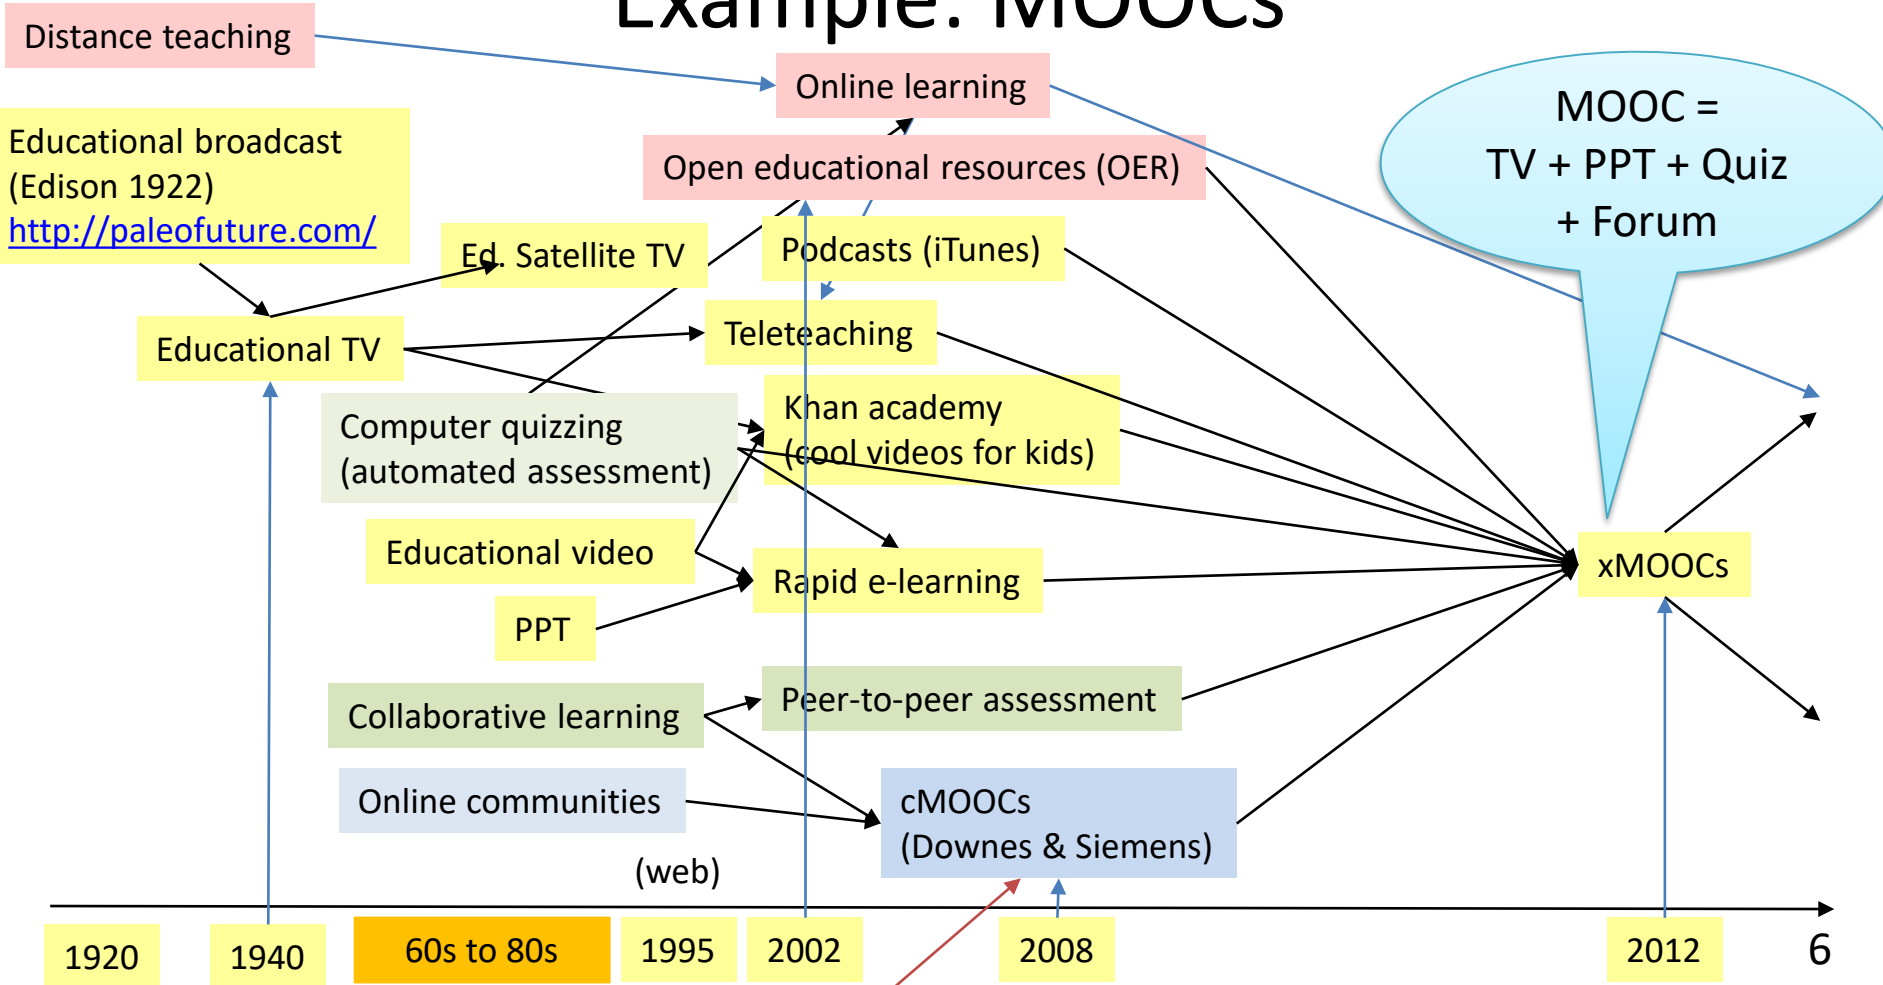 Example: MOOCs
Distance teaching
Online learning
Educational broadcast
(Edison 1922)
http://paleofuture.com/
Open educational resources (OER)
MOOC =
TV + PPT + Quiz
+ Forum
Ed. Satellite TV
Podcasts (iTunes)
Educational TV
Teleteaching
Computer quizzing
(automated assessment)
Khan academy
(cool videos for kids)
Educational video
Rapid e-learning
xMOOCs
PPT
Collaborative learning
Peer-to-peer assessment
Online communities
cMOOCs
(Downes & Siemens)
(web)
1920
1940
60s to 80s
1995
2002
2008
2012
6